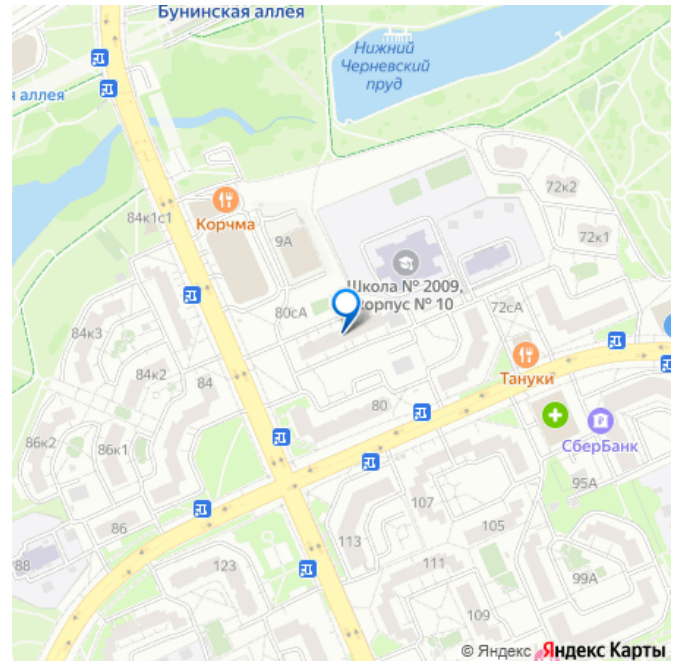 Бунинская аллея
Нижний
Черневский
пруд
я аллея
72к2
Корчма
84к1с1
9А
72к1
Школа № 2009,
корпус № 10
80сА
72сА
84к3
84к2
84
Тануки
80
86к2
86к1
СберБанк
95А
107
86
105
113
88
123
111
99А
109
© Яндекс Яндекс Карты